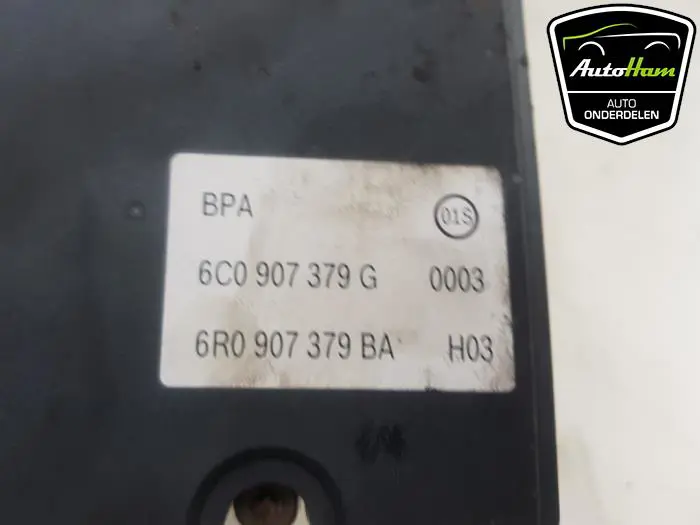 AutoHam
AUTO
ONDERDELEN
BPA 01S
6C0 907 379 G 0003
6R0 907 379 BA H03